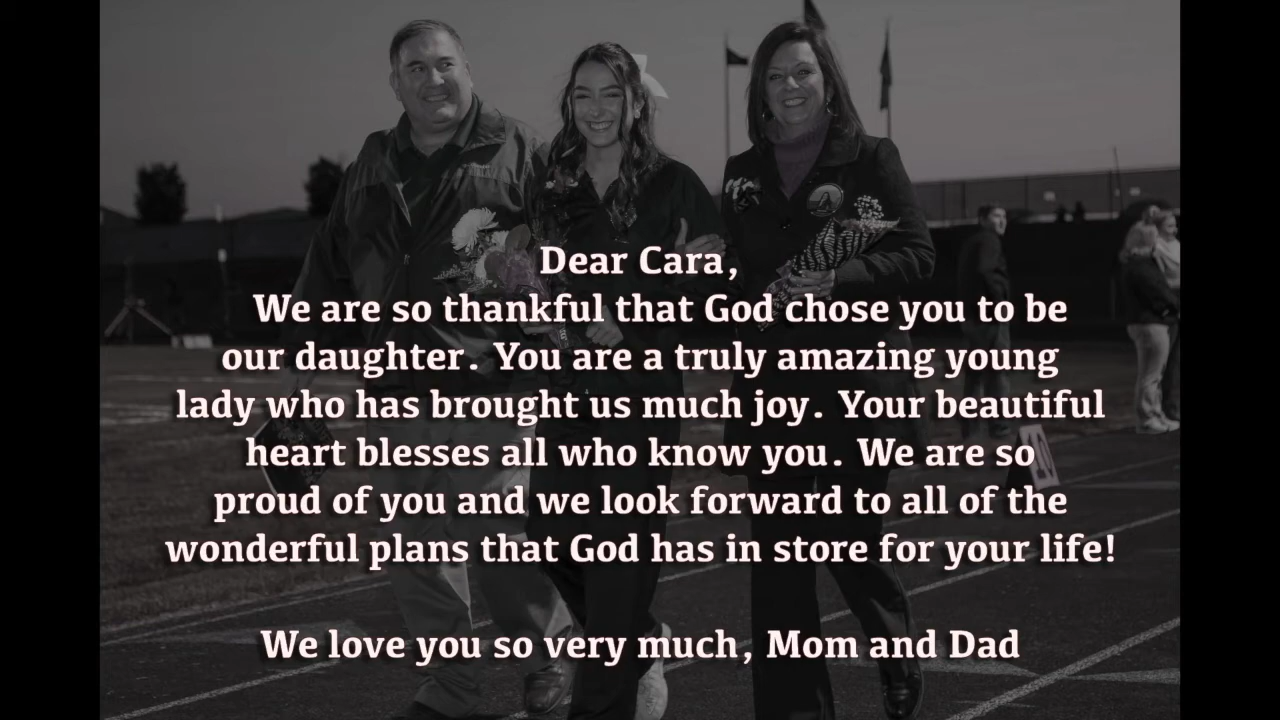 Dear Cara,
We are so thankful that God chose you to be
our daughter. You are a truly amazing young
lady who has brought us much joy. Your beautiful
heart blesses all who know you. We are so
proud of you and we look forward to all of the
wonderful plans that God has in store for your life!
We love you so very much, Mom and Dad